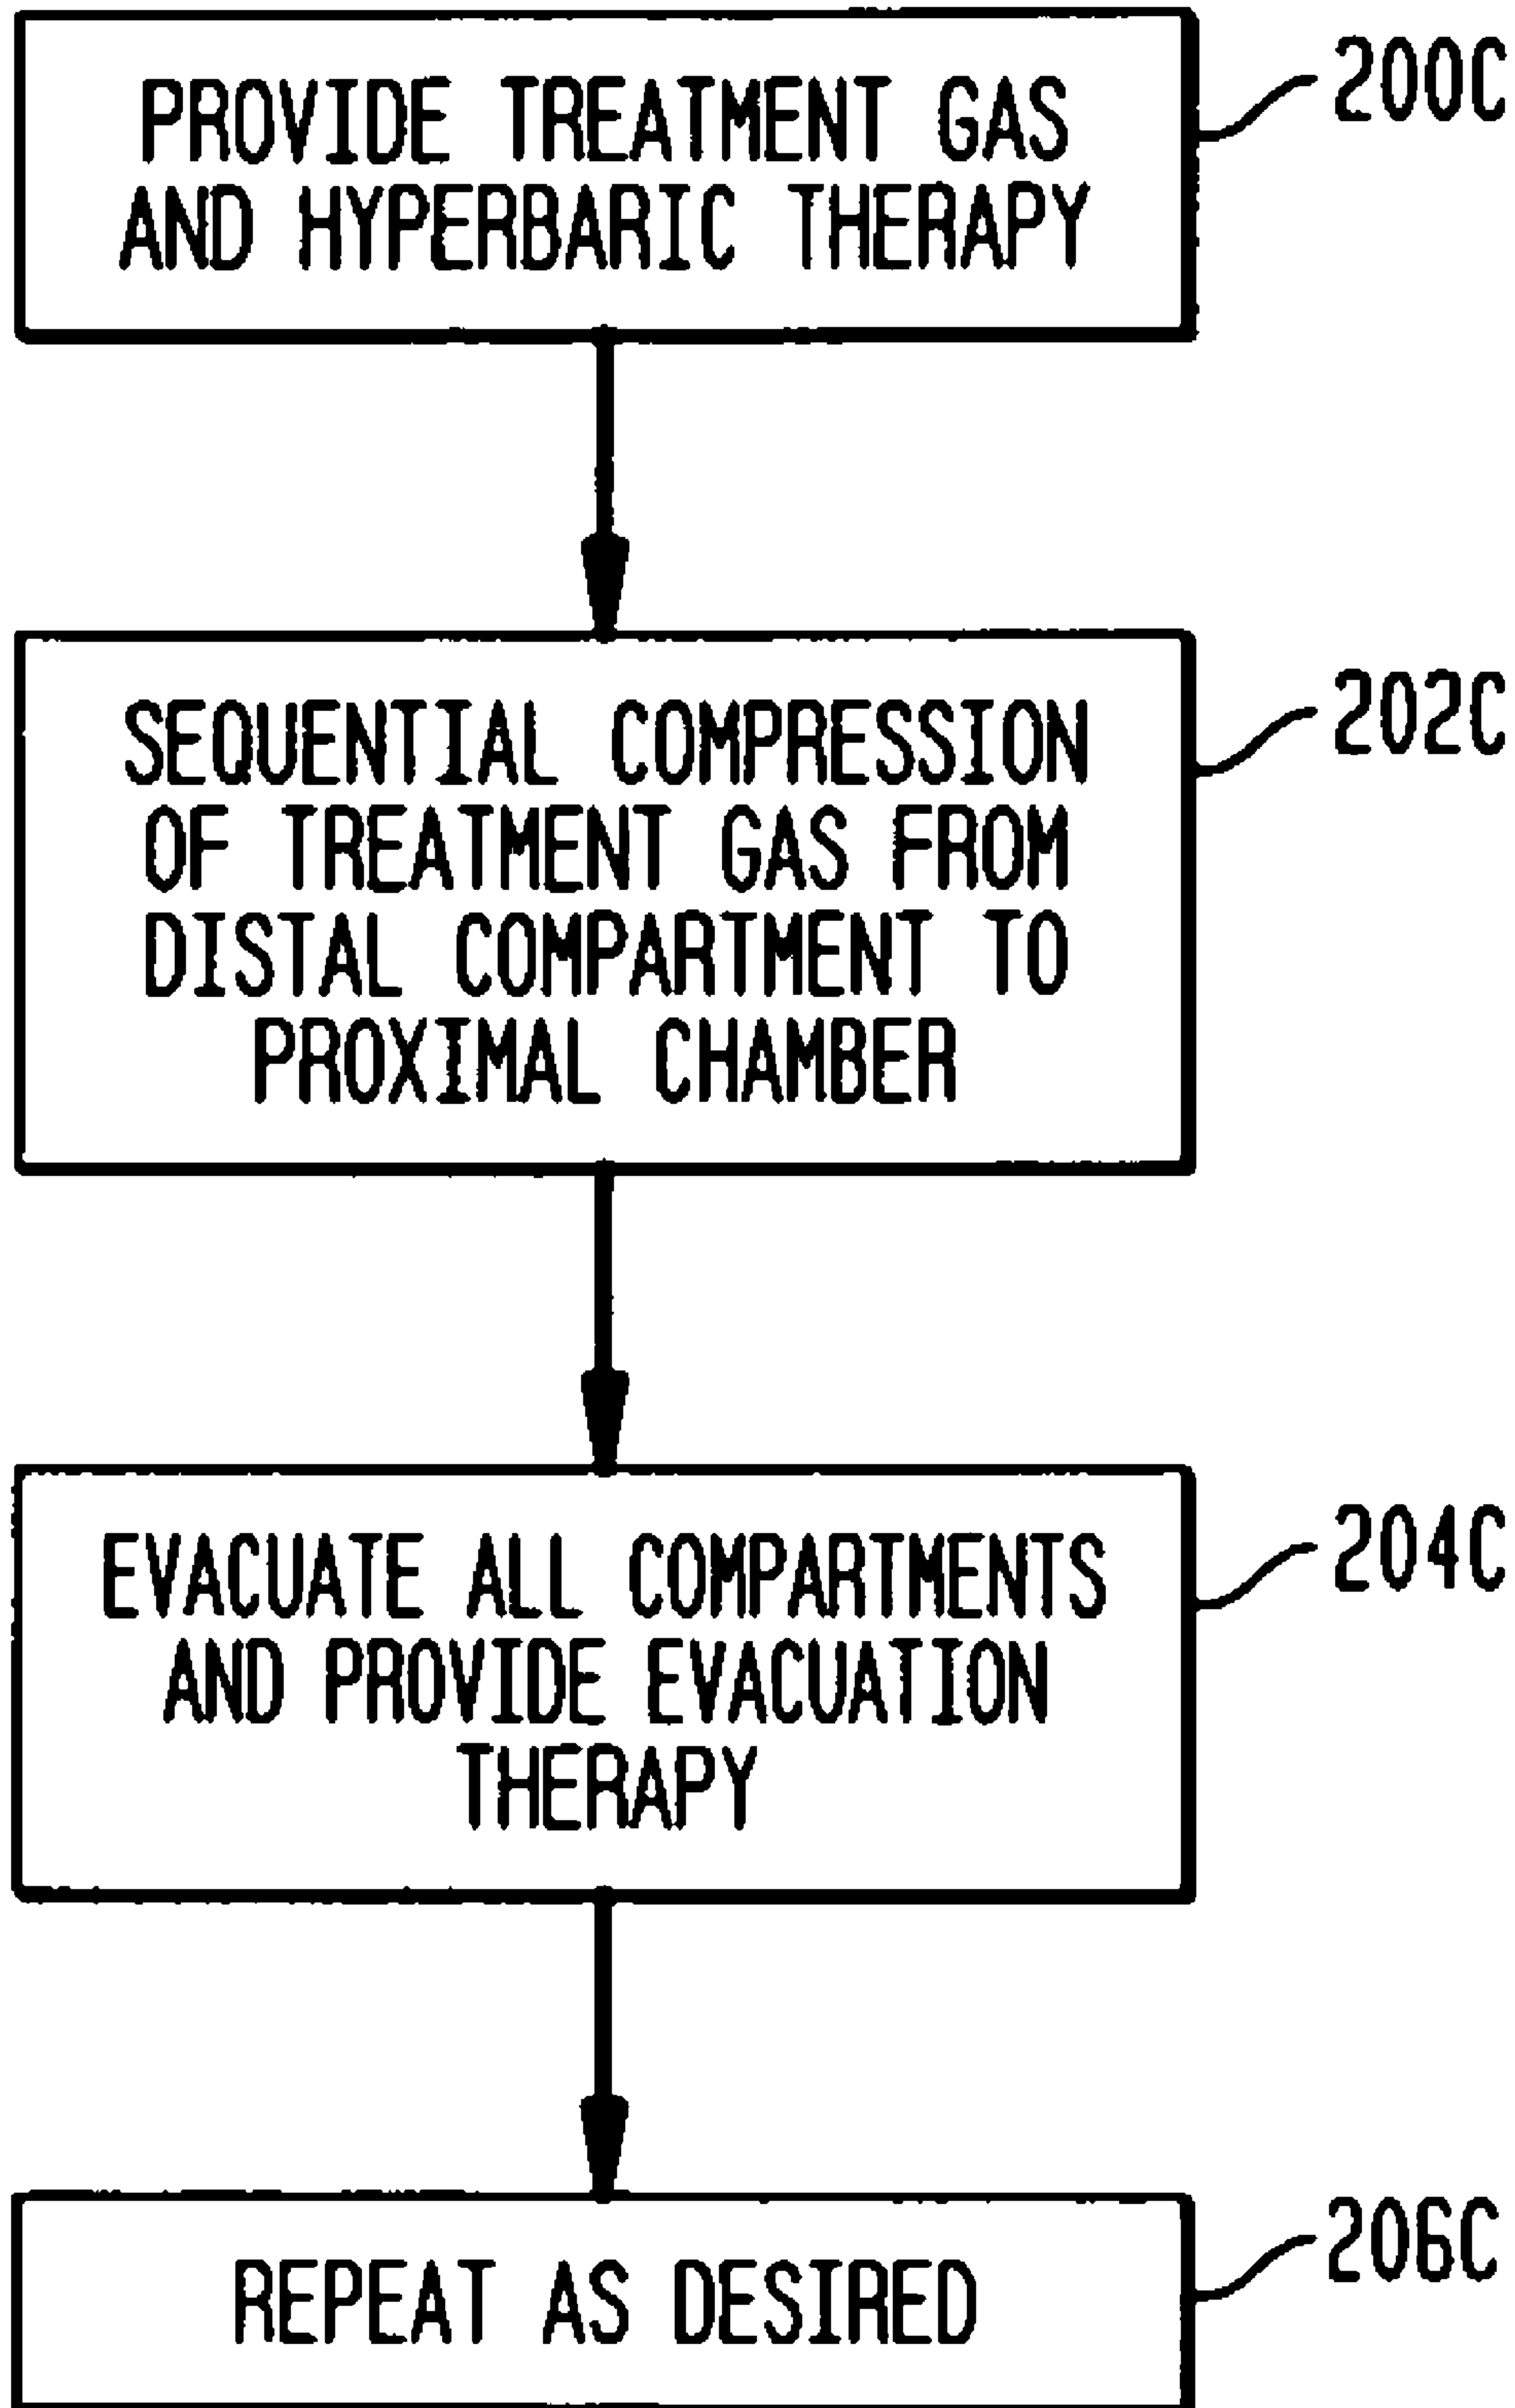 PROVIDE TREATMENT GAS
AND HYPERBARIC THERAPY
200C
SEQUENTIAL COMPRESSION
OF TREATMENT GAS FROM
DISTAL COMPARTMENT TO
PROXIMAL CHAMBER
202C
EVACUATE ALL COMPARTMENTS
AND PROVIDE EVACUATION
THERAPY
204C
REPEAT AS DESIRED
206C